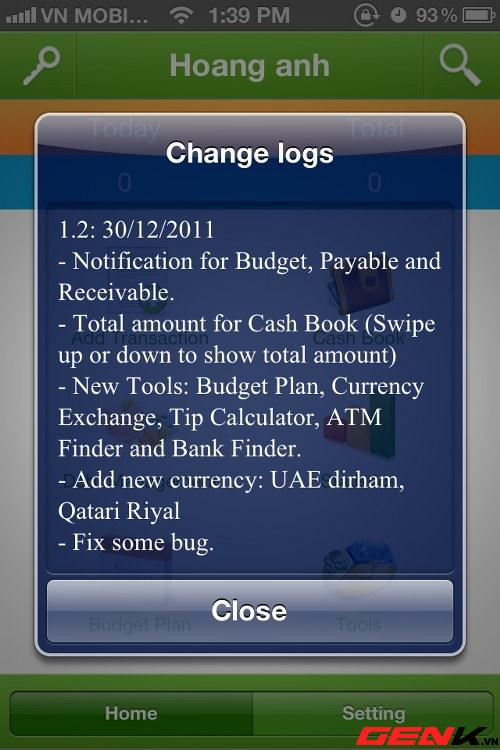 VN MOBI... 1:39 PM 93%
Hoang anh
Today Total
Change logs
0 0
1.2: 30/12/2011
- Notification for Budget, Payable and
Receivable.
- Total amount for Cash Book (Swipe
up or down to show total amount)
- New Tools: Budget Plan, Currency
Exchange, Tip Calculator, ATM
Finder and Bank Finder.
- Add new currency: UAE dirham,
Qatari Riyal
- Fix some bug.
Add Transaction Cash Book
Close
Budget Plan Tools
Home Setting
GENK.VN